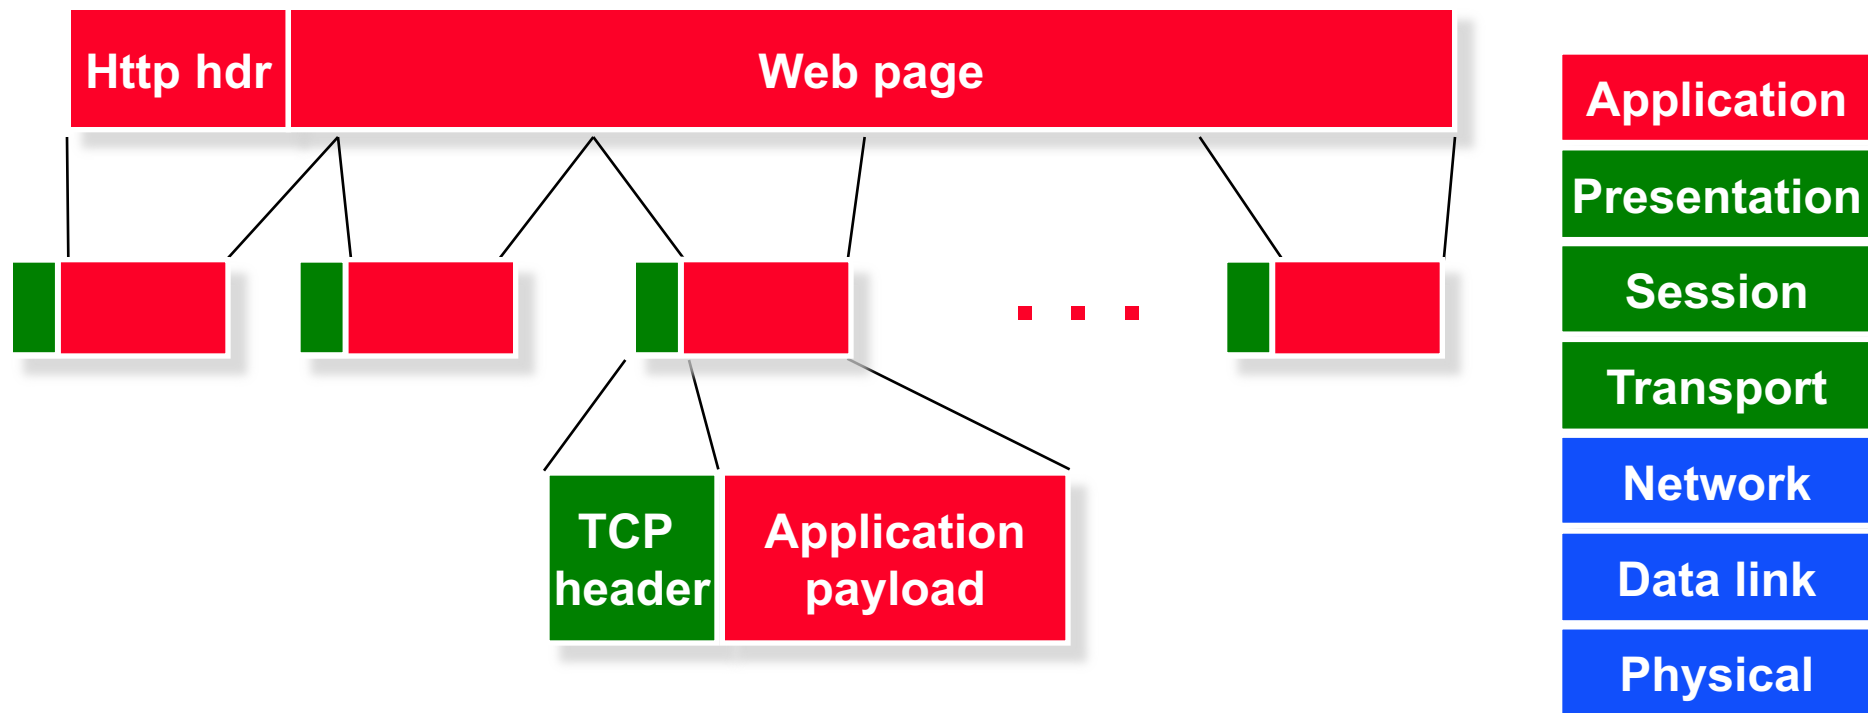 Http hdr
Web page
TCP
header
Application
payload
Application
Presentation
Session
Transport
Network
Data link
Physical